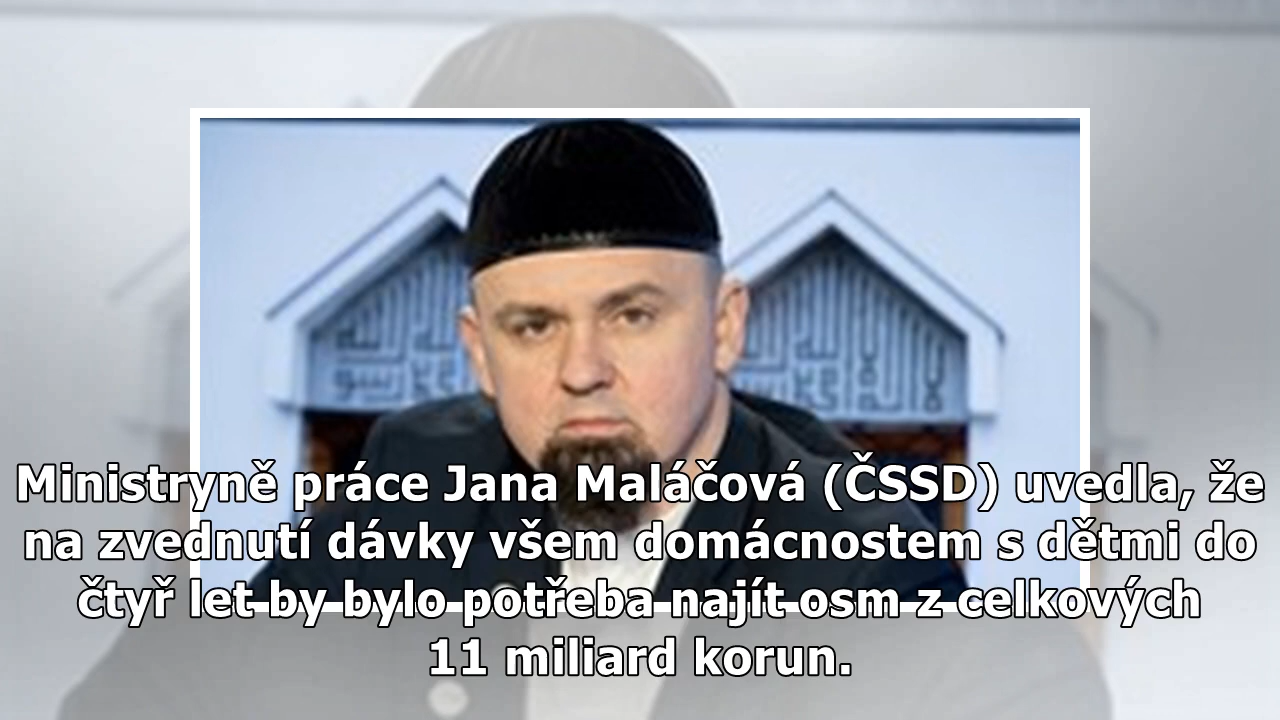 Ministryně práce Jana Maláčová (ČSSD) uvedla, že
na zvednutí dávky všem domácnostem s dětmi do
čtyř let by bylo potřeba najít osm z celkových
11 miliard korun.